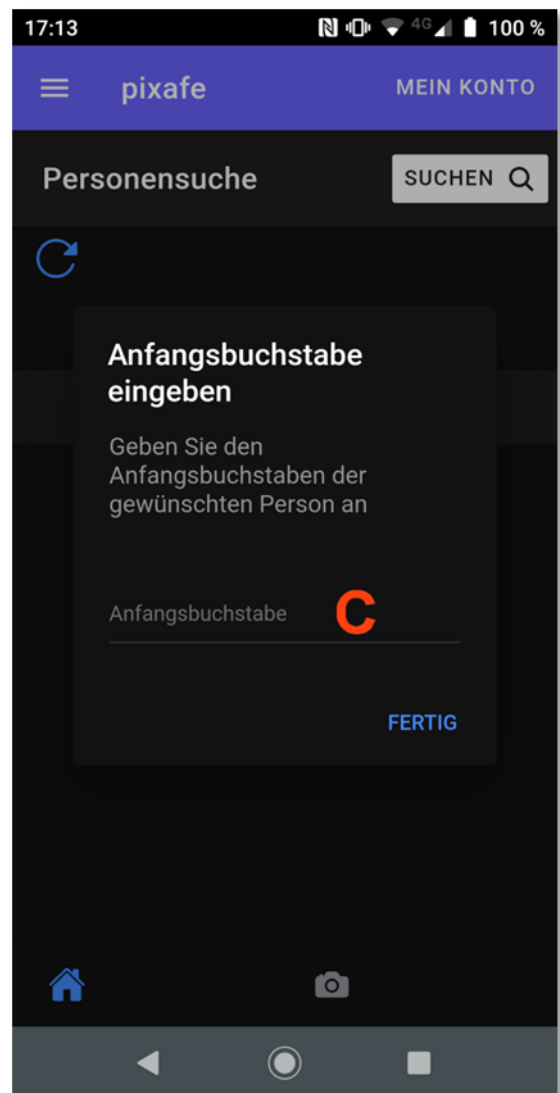 17:13 4G 100 %
pixafe MEIN KONTO
Personensuche SUCHEN
Anfangsbuchstabe
eingeben
Geben Sie den
Anfangsbuchstaben der
gewünschten Person an
Anfangsbuchstabe C
FERTIG